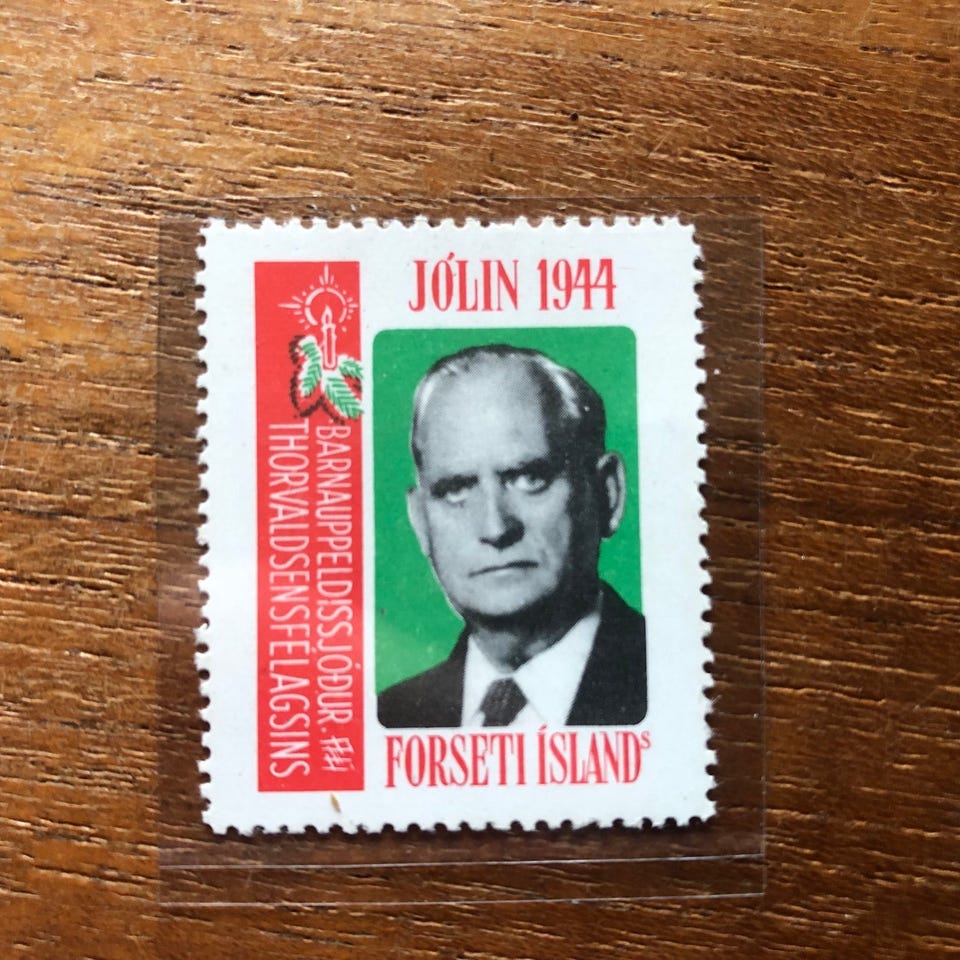 JÓLIN 1944
BARNAUPPELDISSJÓÐUR.
THORVALDSENSFÉLAGSINS
FORSETI ÍSLANDS